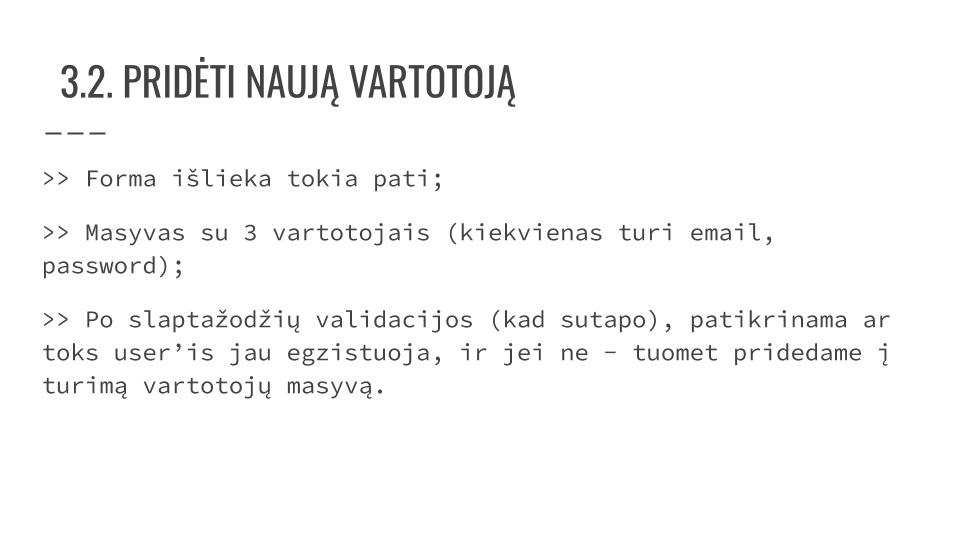 3.2. PRIDĖTI NAUJĄ VARTOTOJĄ
>> Forma išlieka tokia pati;
>> Masyvas su 3 vartotojais (kiekvienas turi email,
password);
>> Po slaptažodžių validacijos (kad sutapo), patikrinama ar
toks user’is jau egzistuoja, ir jei ne – tuomet pridedame į
turimą vartotojų masyvą.